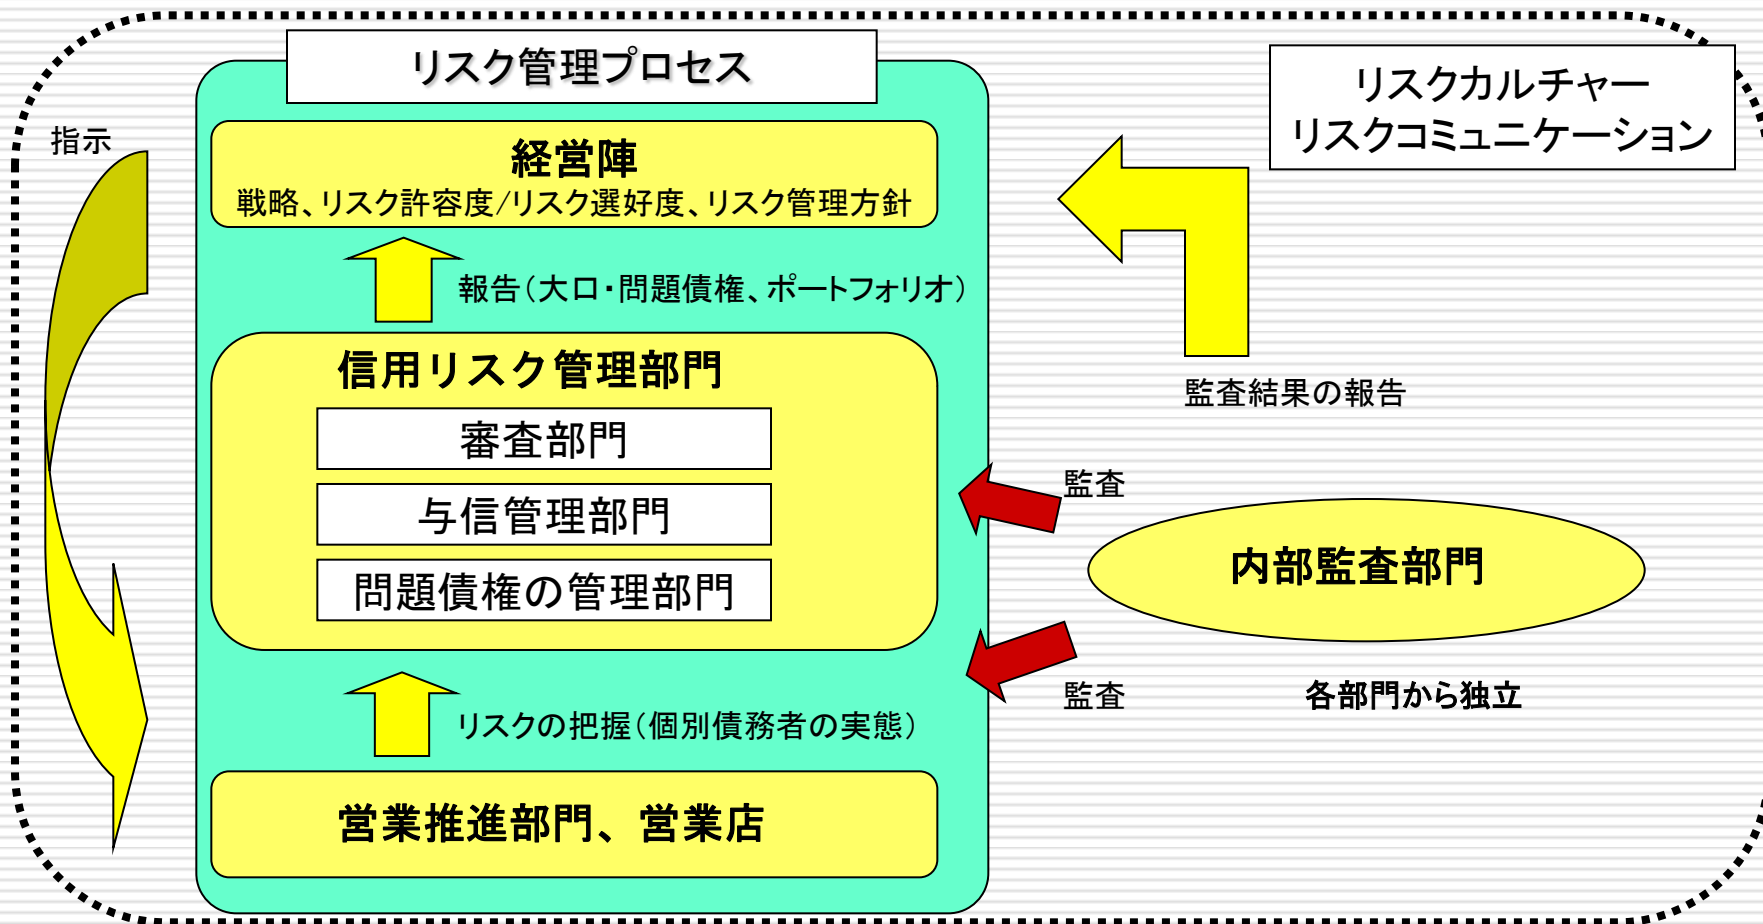 リスク管理プロセス
リスクカルチャー
リスクコミュニケーション
指示
経営陣
戦略、リスク許容度/リスク選好度、リスク管理方針
報告(大口・問題債権、ポートフォリオ)
信用リスク管理部門
審査部門
与信管理部門
問題債権の管理部門
監査結果の報告
監査
内部監査部門
監査
各部門から独立
リスクの把握(個別債務者の実態)
営業推進部門、営業店